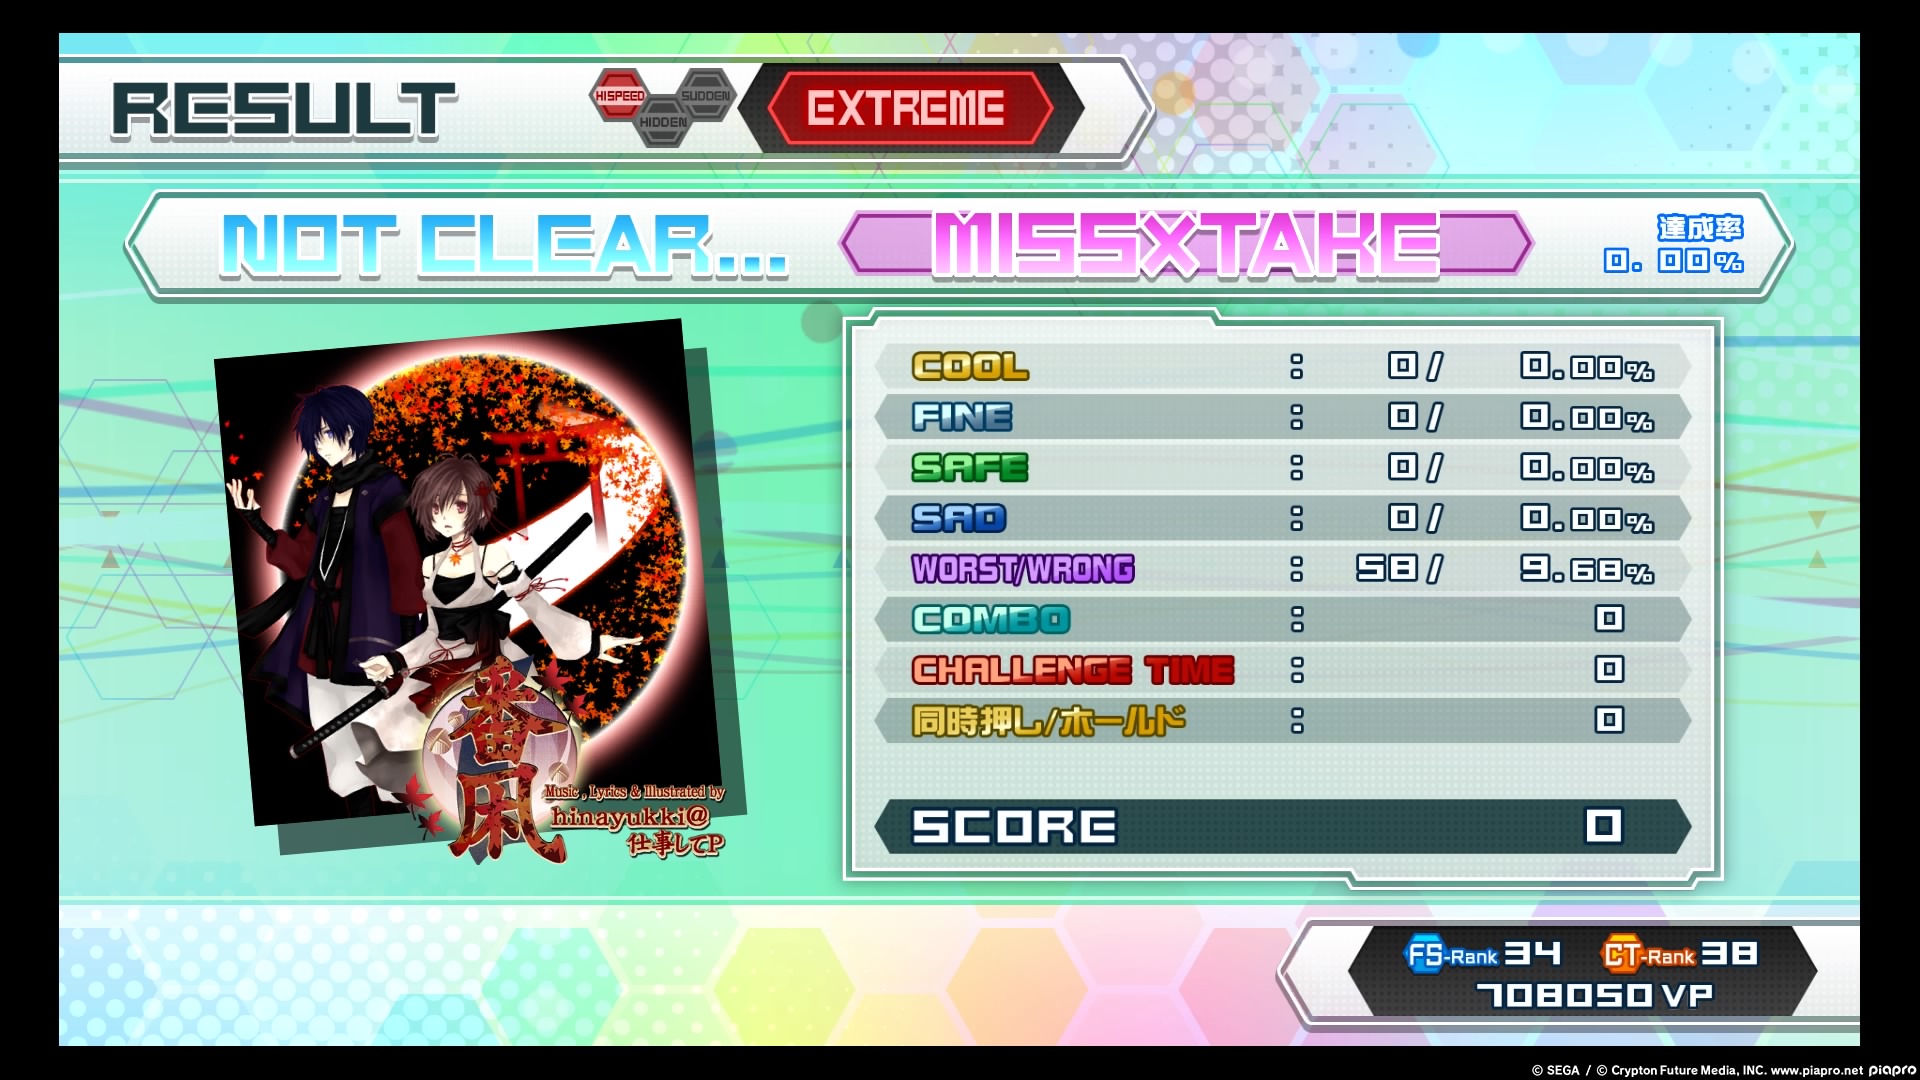 RESULT
HISPEED
HIDDEN
SUDDEN
EXTREME
NOT CLEAR...
MISS×TAKE
達成率
0.00%
COOL : 0/ 0.00%
FINE : 0/ 0.00%
SAFE : 0/ 0.00%
SAD : 0/ 0.00%
WORST/WRONG : 58/ 9.68%
COMBO : 0
CHALLENGE TIME : 0
同時押し/ホールド : 0
SCORE 0
番凩
Music , Lyrics & Illustrated by
hinayukki@
仕事してP
FS-Rank 34 CT-Rank 38
708050 VP
© SEGA / © Crypton Future Media, INC. www.piapro.net piapro